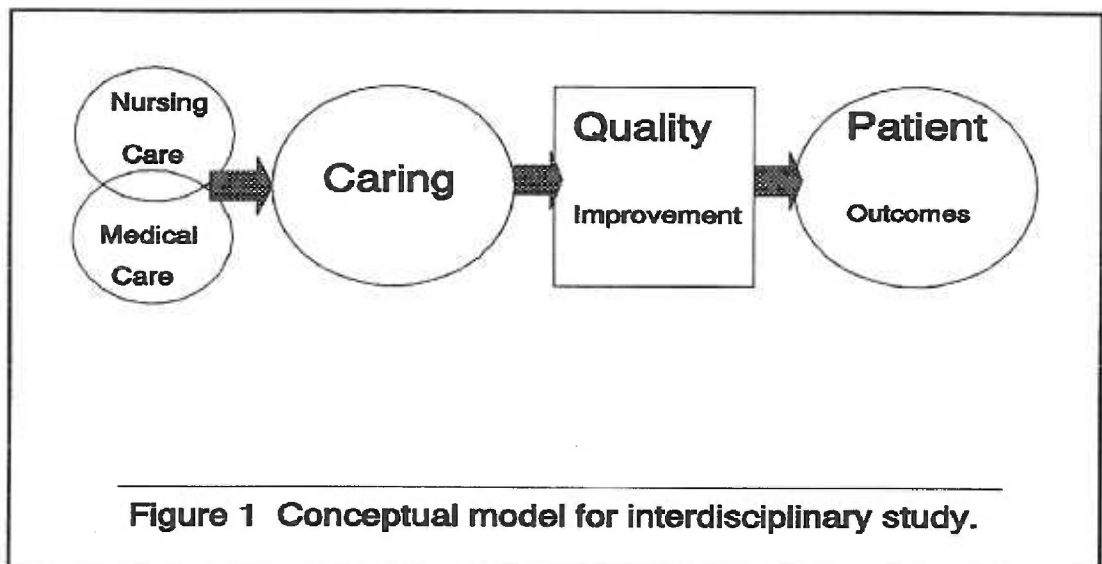 Nursing
Care
Medical
Care
Caring
Quality
Improvement
Patient
Outcomes
Figure 1 Conceptual model for interdisciplinary study.